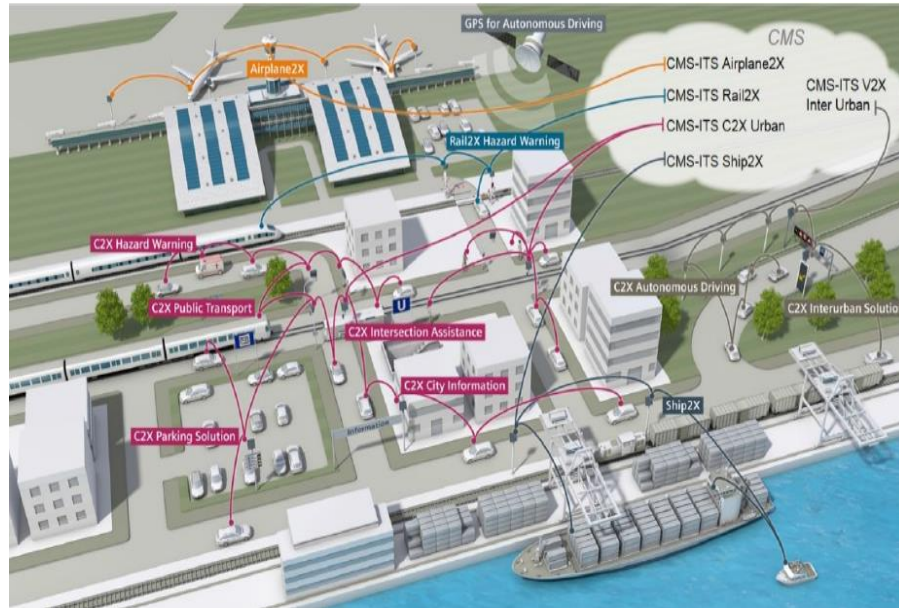 GPS for Autonomous Driving
CMS
Airplane2X
CMS-ITS Airplane2X
CMS-ITS V2X
Inter Urban
CMS-ITS Rail2X
CMS-ITS C2X Urban
Rail2X Hazard Warning
CMS-ITS Ship2X
C2X Hazard Warning
C2X Autonomous Driving
C2X Public Transport
U
C2X Interurban Solutio
C2X Intersection Assistance
C2X City Information
Ship2X
Information
C2X Parking Solution